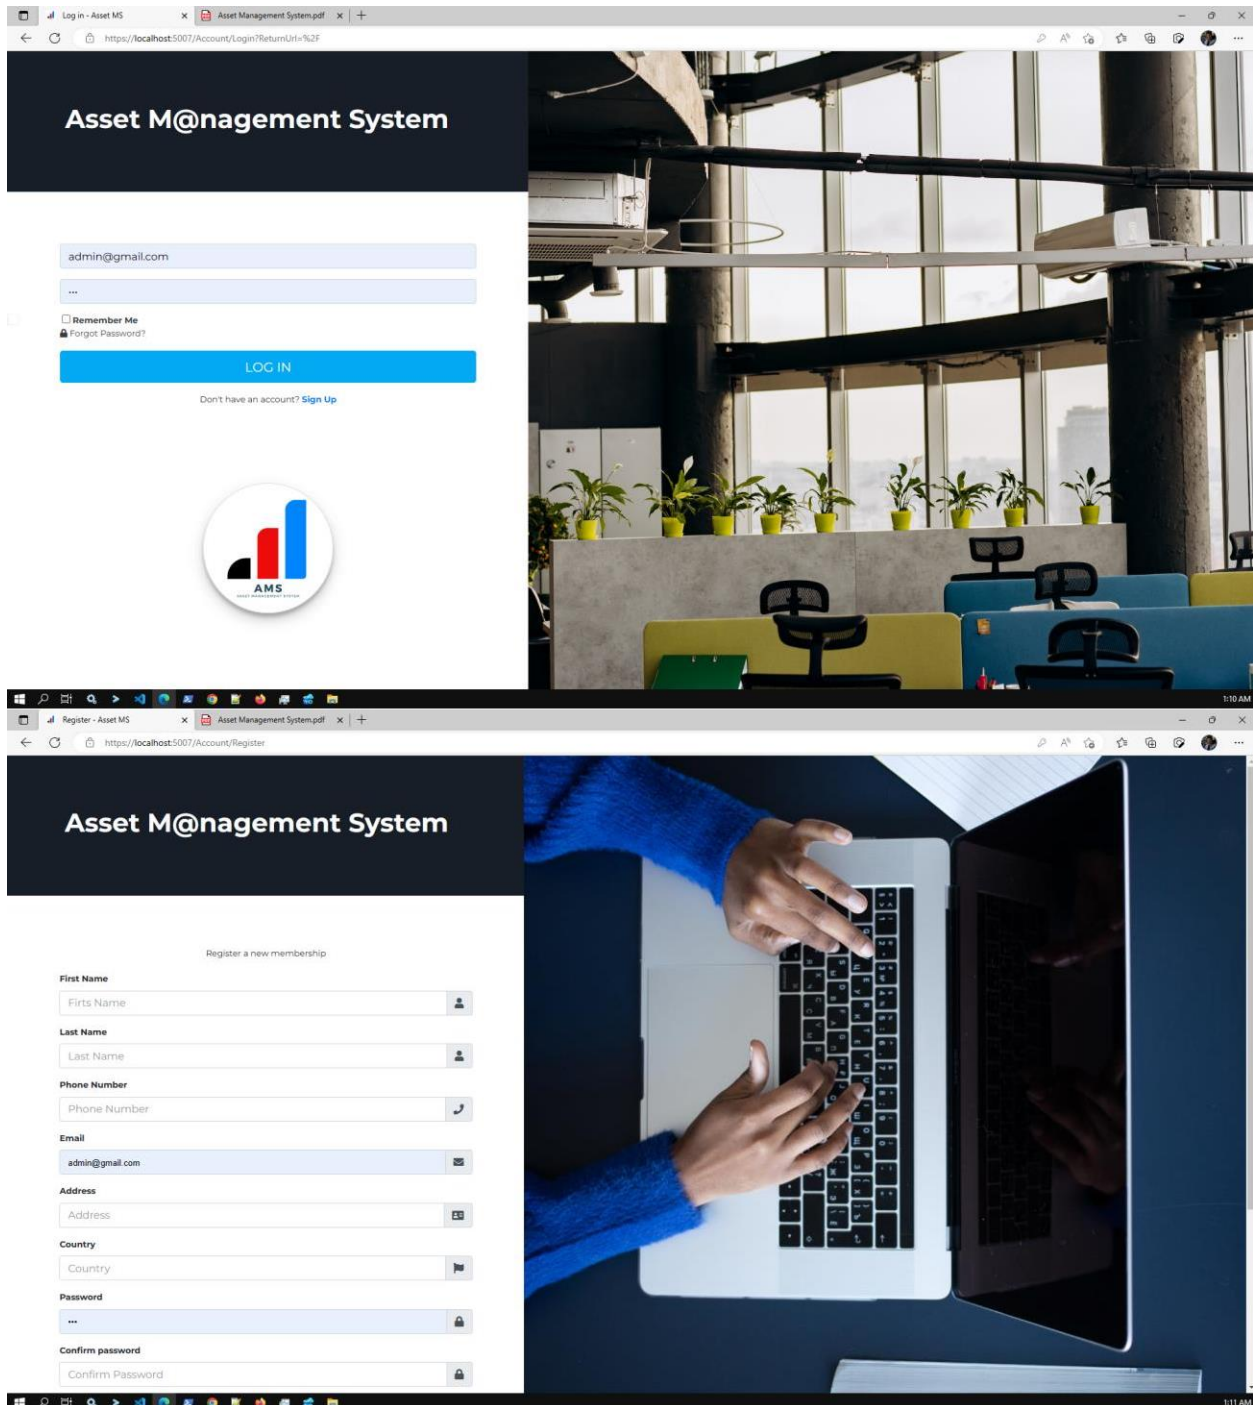 Log in - Asset MS
Asset Management System.pdf
https://localhost:5007/Account/Login?ReturnUrl=%2F
Asset M@nagement System
admin@gmail.com
Remember Me
Forgot Password?
LOG IN
Don't have an account? Sign Up
AMS
ASSET MANAGEMENT SYSTEM
1:10 AM
Register - Asset MS
Asset Management System.pdf
https://localhost:5007/Account/Register
Asset M@nagement System
Register a new membership
First Name
Firts Name
Last Name
Last Name
Phone Number
Phone Number
Email
admin@gmail.com
Address
Address
Country
Country
Password
Confirm password
Confirm Password
1:11 AM